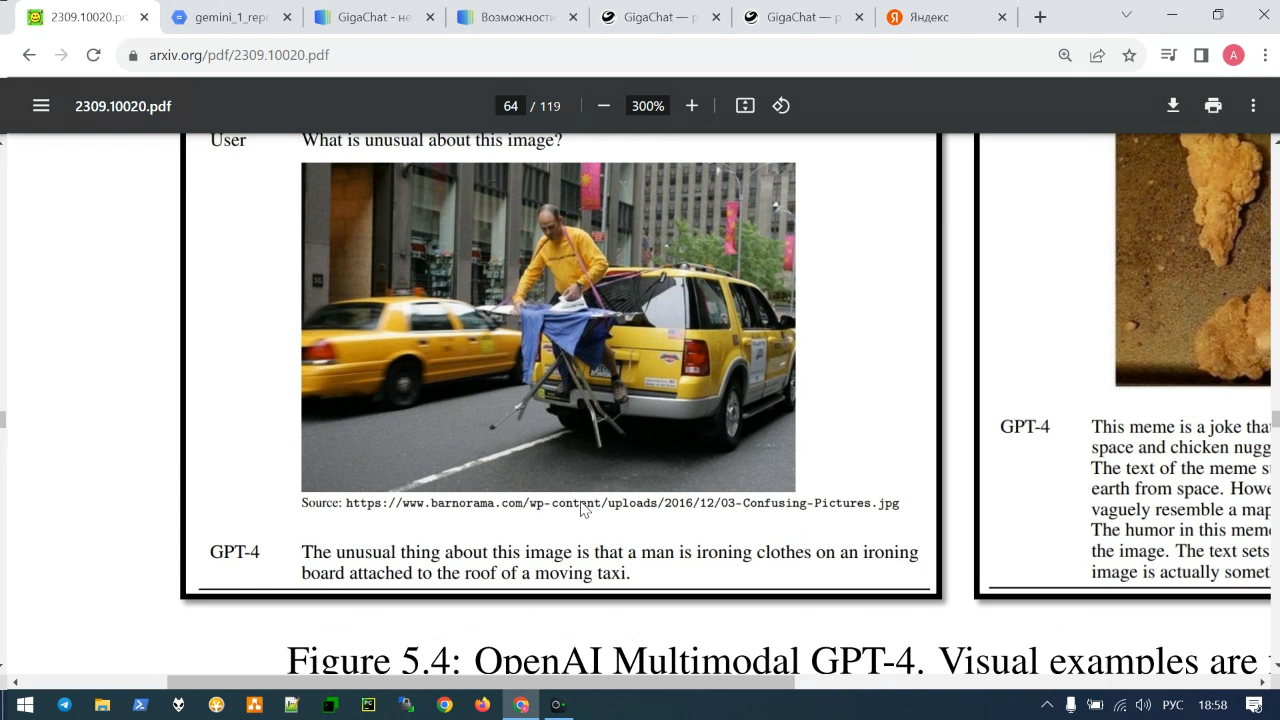 2309.10020.pdf
gemini_1_repo
GigaChat - не
Возможности
GigaChat — р
GigaChat — р
Яндекс
arxiv.org/pdf/2309.10020.pdf
A
2309.10020.pdf
64 / 119
300%
User What is unusual about this image?
Source: https://www.barnorama.com/wp-content/uploads/2016/12/03-Confusing-Pictures.jpg
GPT-4 The unusual thing about this image is that a man is ironing clothes on an ironing
board attached to the roof of a moving taxi.
GPT-4 This meme is a joke tha
space and chicken nugg
The text of the meme s
earth from space. Howe
vaguely resemble a map
The humor in this mem
the image. The text sets
image is actually somet
Figure 5.4: OpenAI Multimodal GPT-4. Visual examples are
РУС 18:58